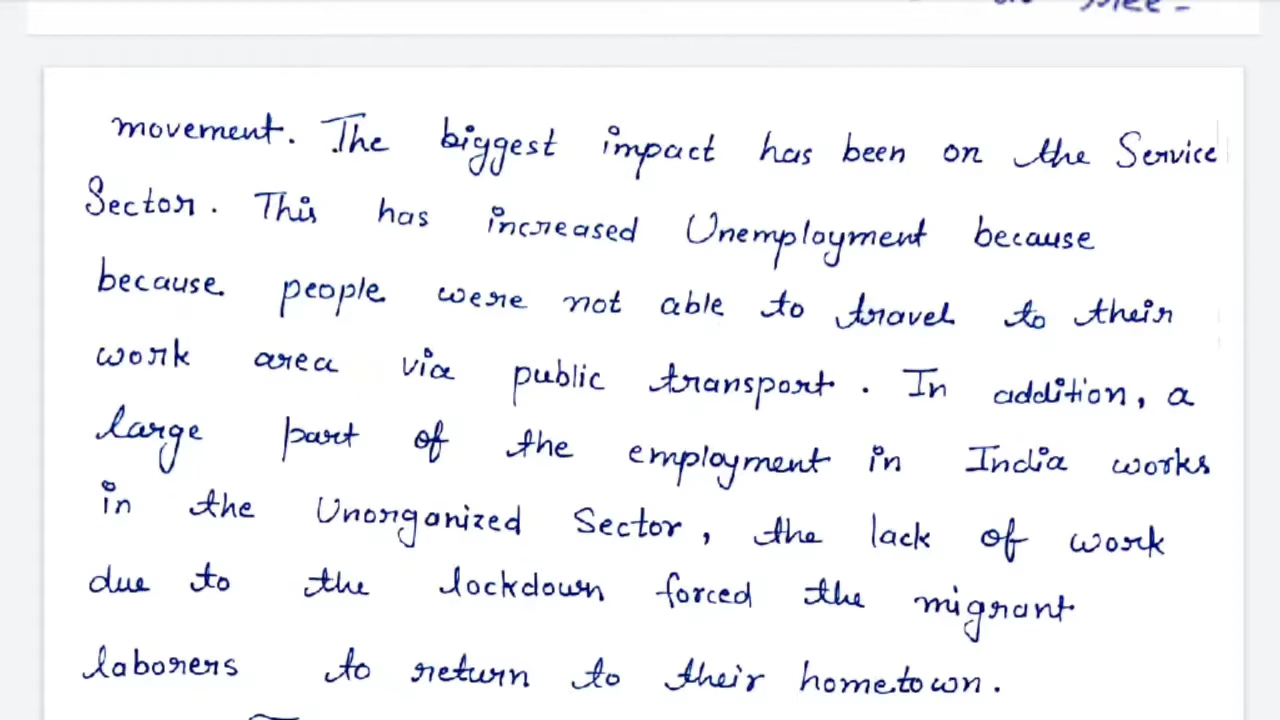 movement. The biggest impact has been on the Service
Sector. This has increased Unemployment because
because people were not able to travel to their
work area via public transport. In addition, a
large part of the employment in India works
in the Unorganized Sector, the lack of work
due to the lockdown forced the migrant
laborers to return to their hometown.